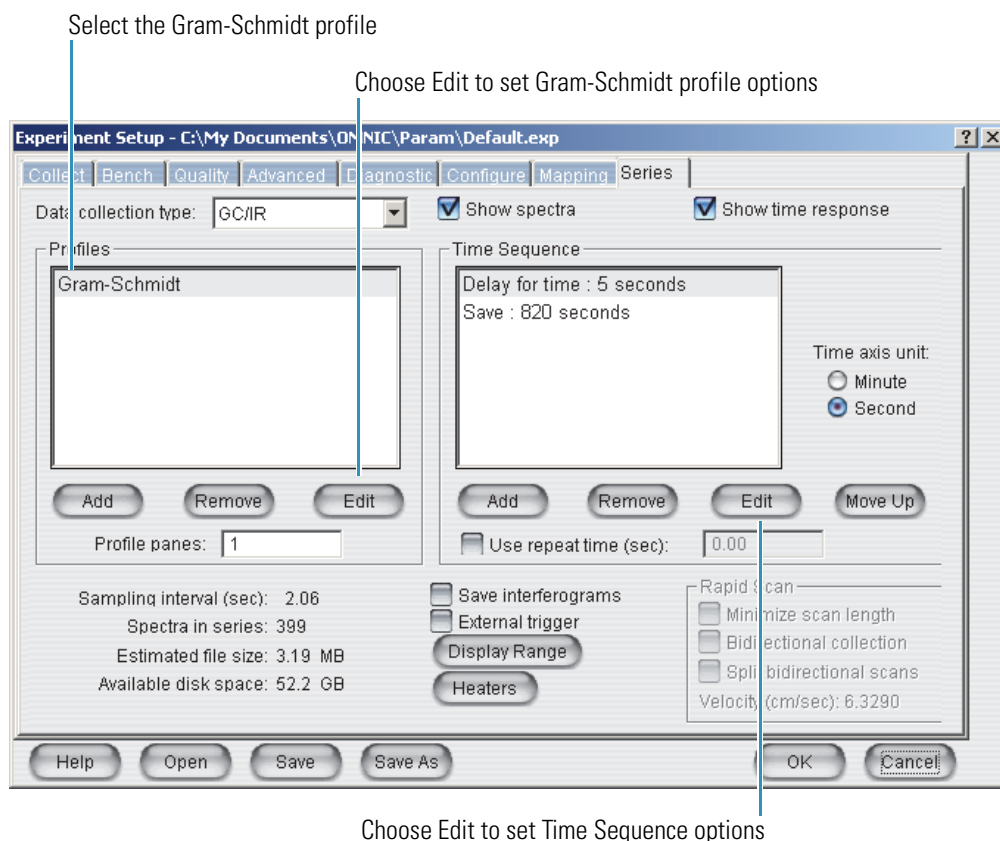 Select the Gram-Schmidt profile
Choose Edit to set Gram-Schmidt profile options
Experiment Setup - C:\My Documents\OMNIC\Param\Default.exp
Collect Bench Quality Advanced Diagnostic Configure Mapping Series
Data collection type: GC/IR Show spectra Show time response
Profiles
Gram-Schmidt
Add Remove Edit
Profile panes: 1
Time Sequence
Delay for time : 5 seconds
Save : 820 seconds
Time axis unit:
Minute
Second
Add Remove Edit Move Up
Use repeat time (sec): 0.00
Sampling interval (sec): 2.06
Spectra in series: 399
Estimated file size: 3.19 MB
Available disk space: 52.2 GB
Save interferograms
External trigger
Display Range
Heaters
Rapid Scan
Minimize scan length
Bidirectional collection
Split bidirectional scans
Velocity (cm/sec): 6.3290
Help Open Save Save As OK Cancel
Choose Edit to set Time Sequence options